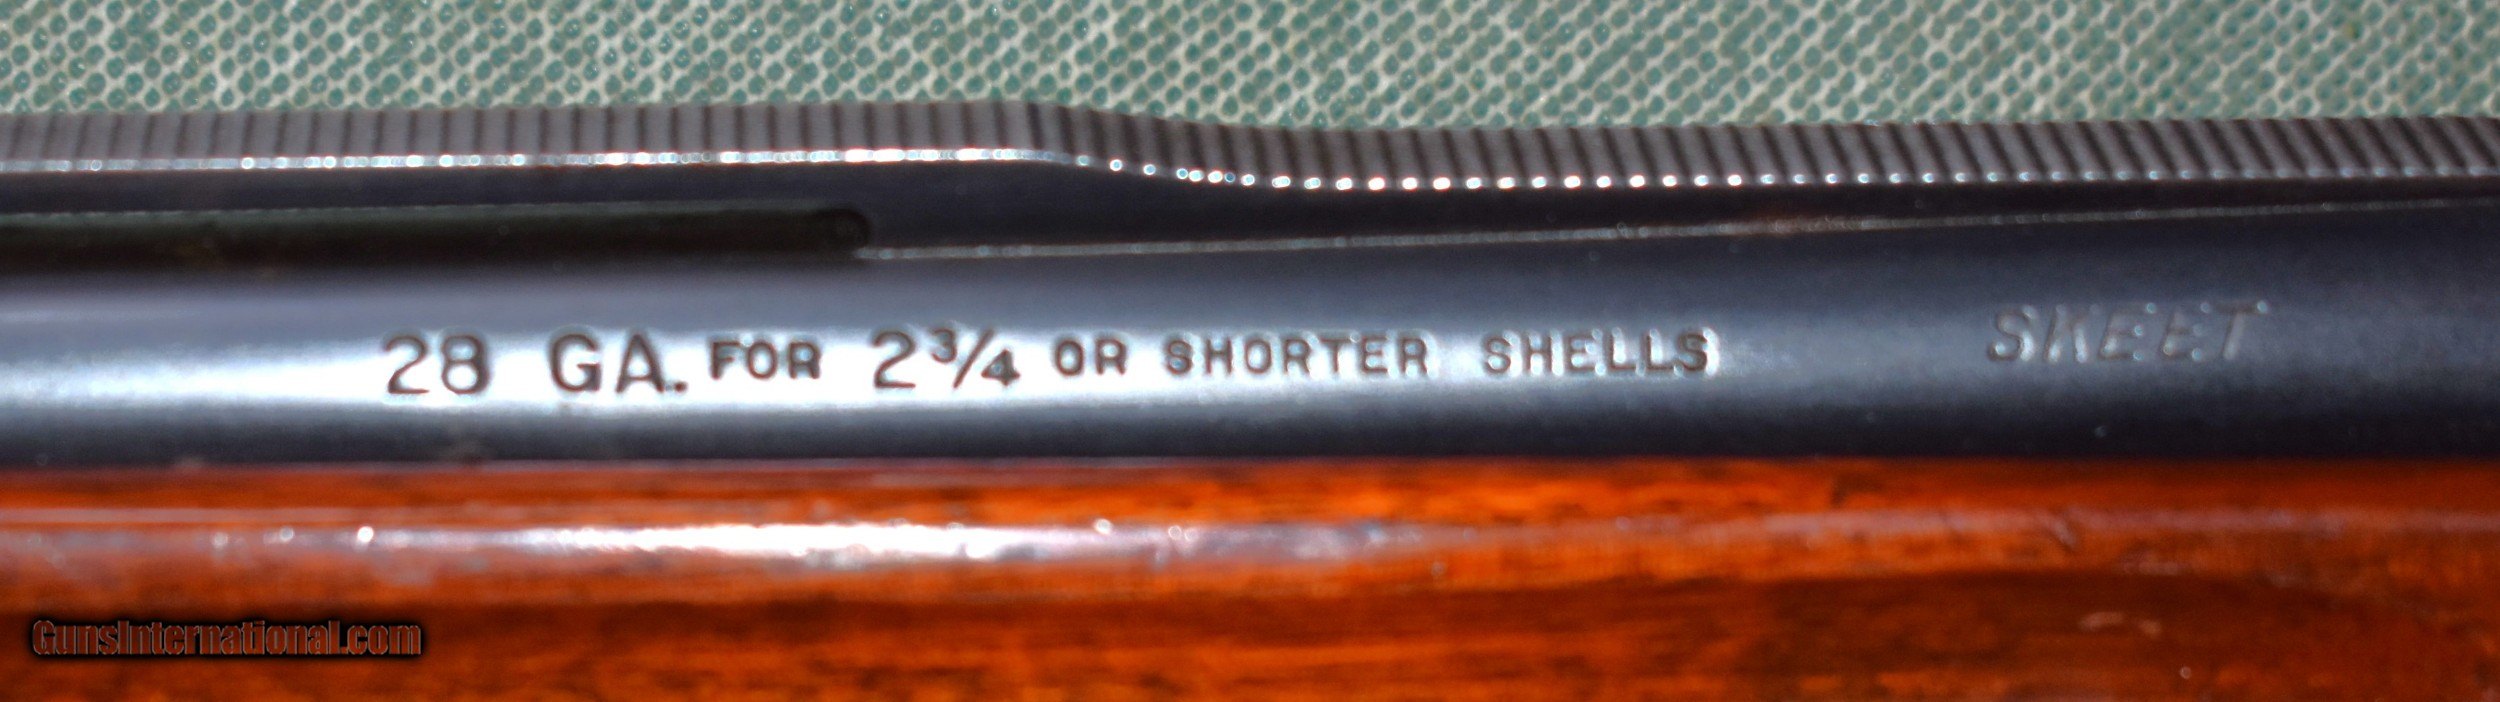 28 GA. FOR 2¾ OR SHORTER SHELLS SKEET
GunsInternational.com